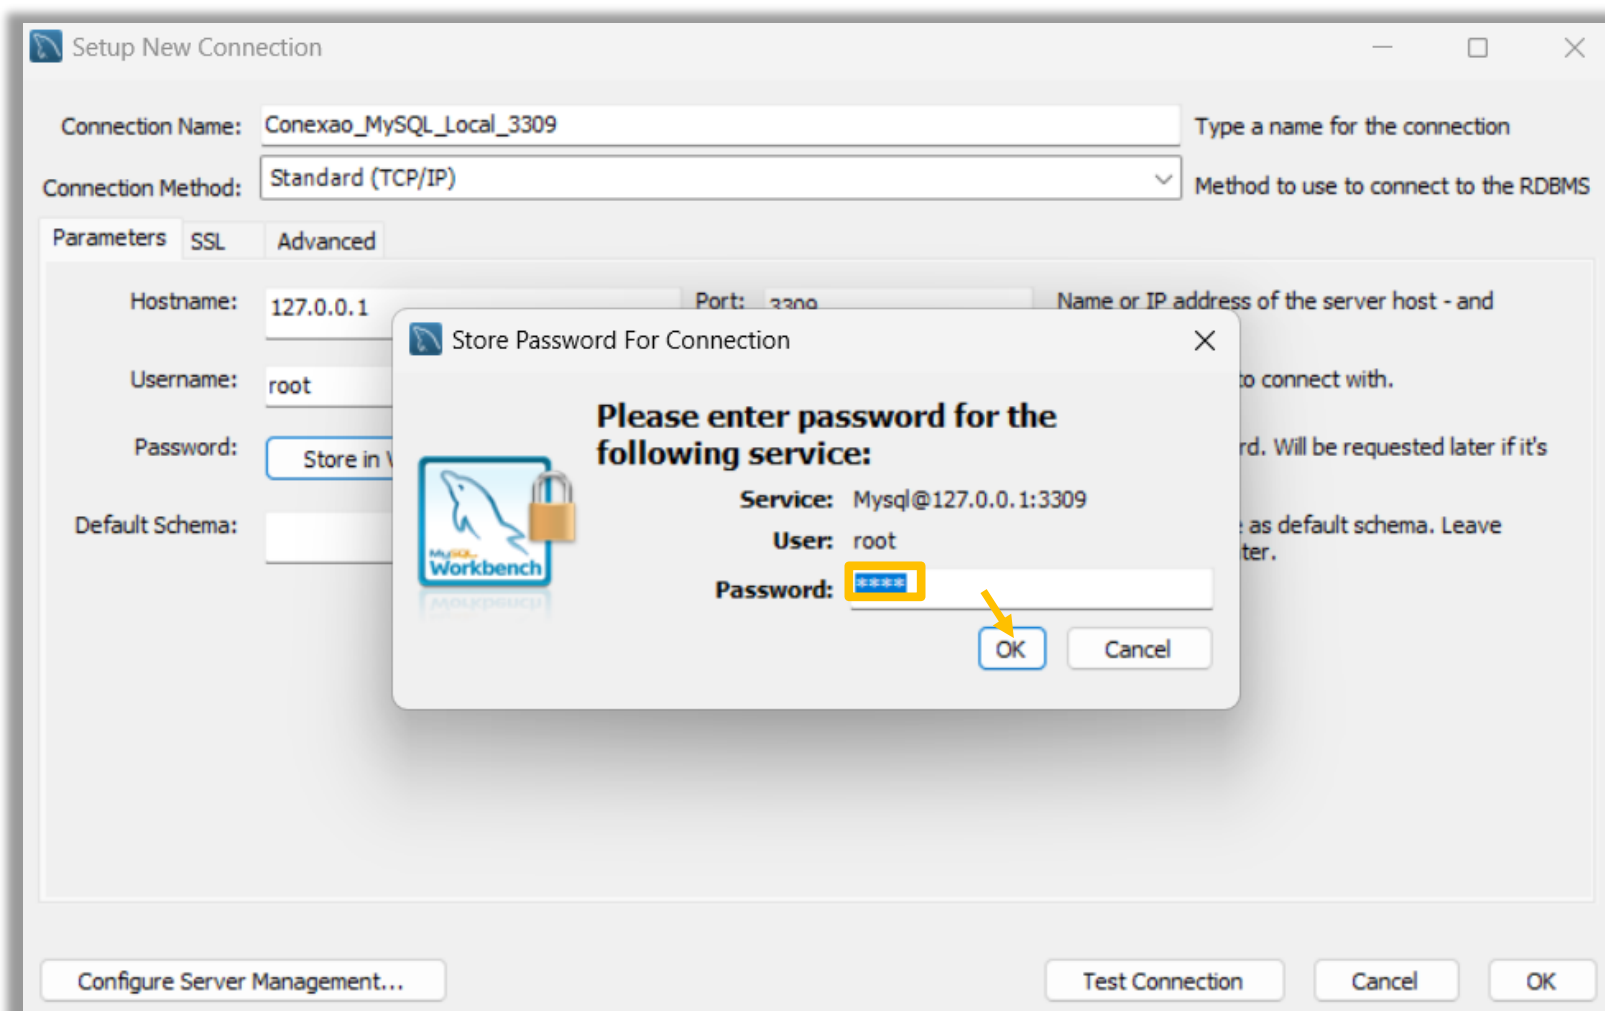 Setup New Connection
Connection Name: Conexao_MySQL_Local_3309 Type a name for the connection
Connection Method: Standard (TCP/IP) Method to use to connect to the RDBMS
Parameters SSL Advanced
Hostname: 127.0.0.1 Port: 3309 Name or IP address of the server host - and
Store Password For Connection
Username: root to connect with.
Please enter password for the
following service:
Password: Store in rd. Will be requested later if it's
Service: Mysql@127.0.0.1:3309
Default Schema: as default schema. Leave
User: root
ter.
MySQL
Workbench
Password: ****
OK Cancel
Configure Server Management... Test Connection Cancel OK